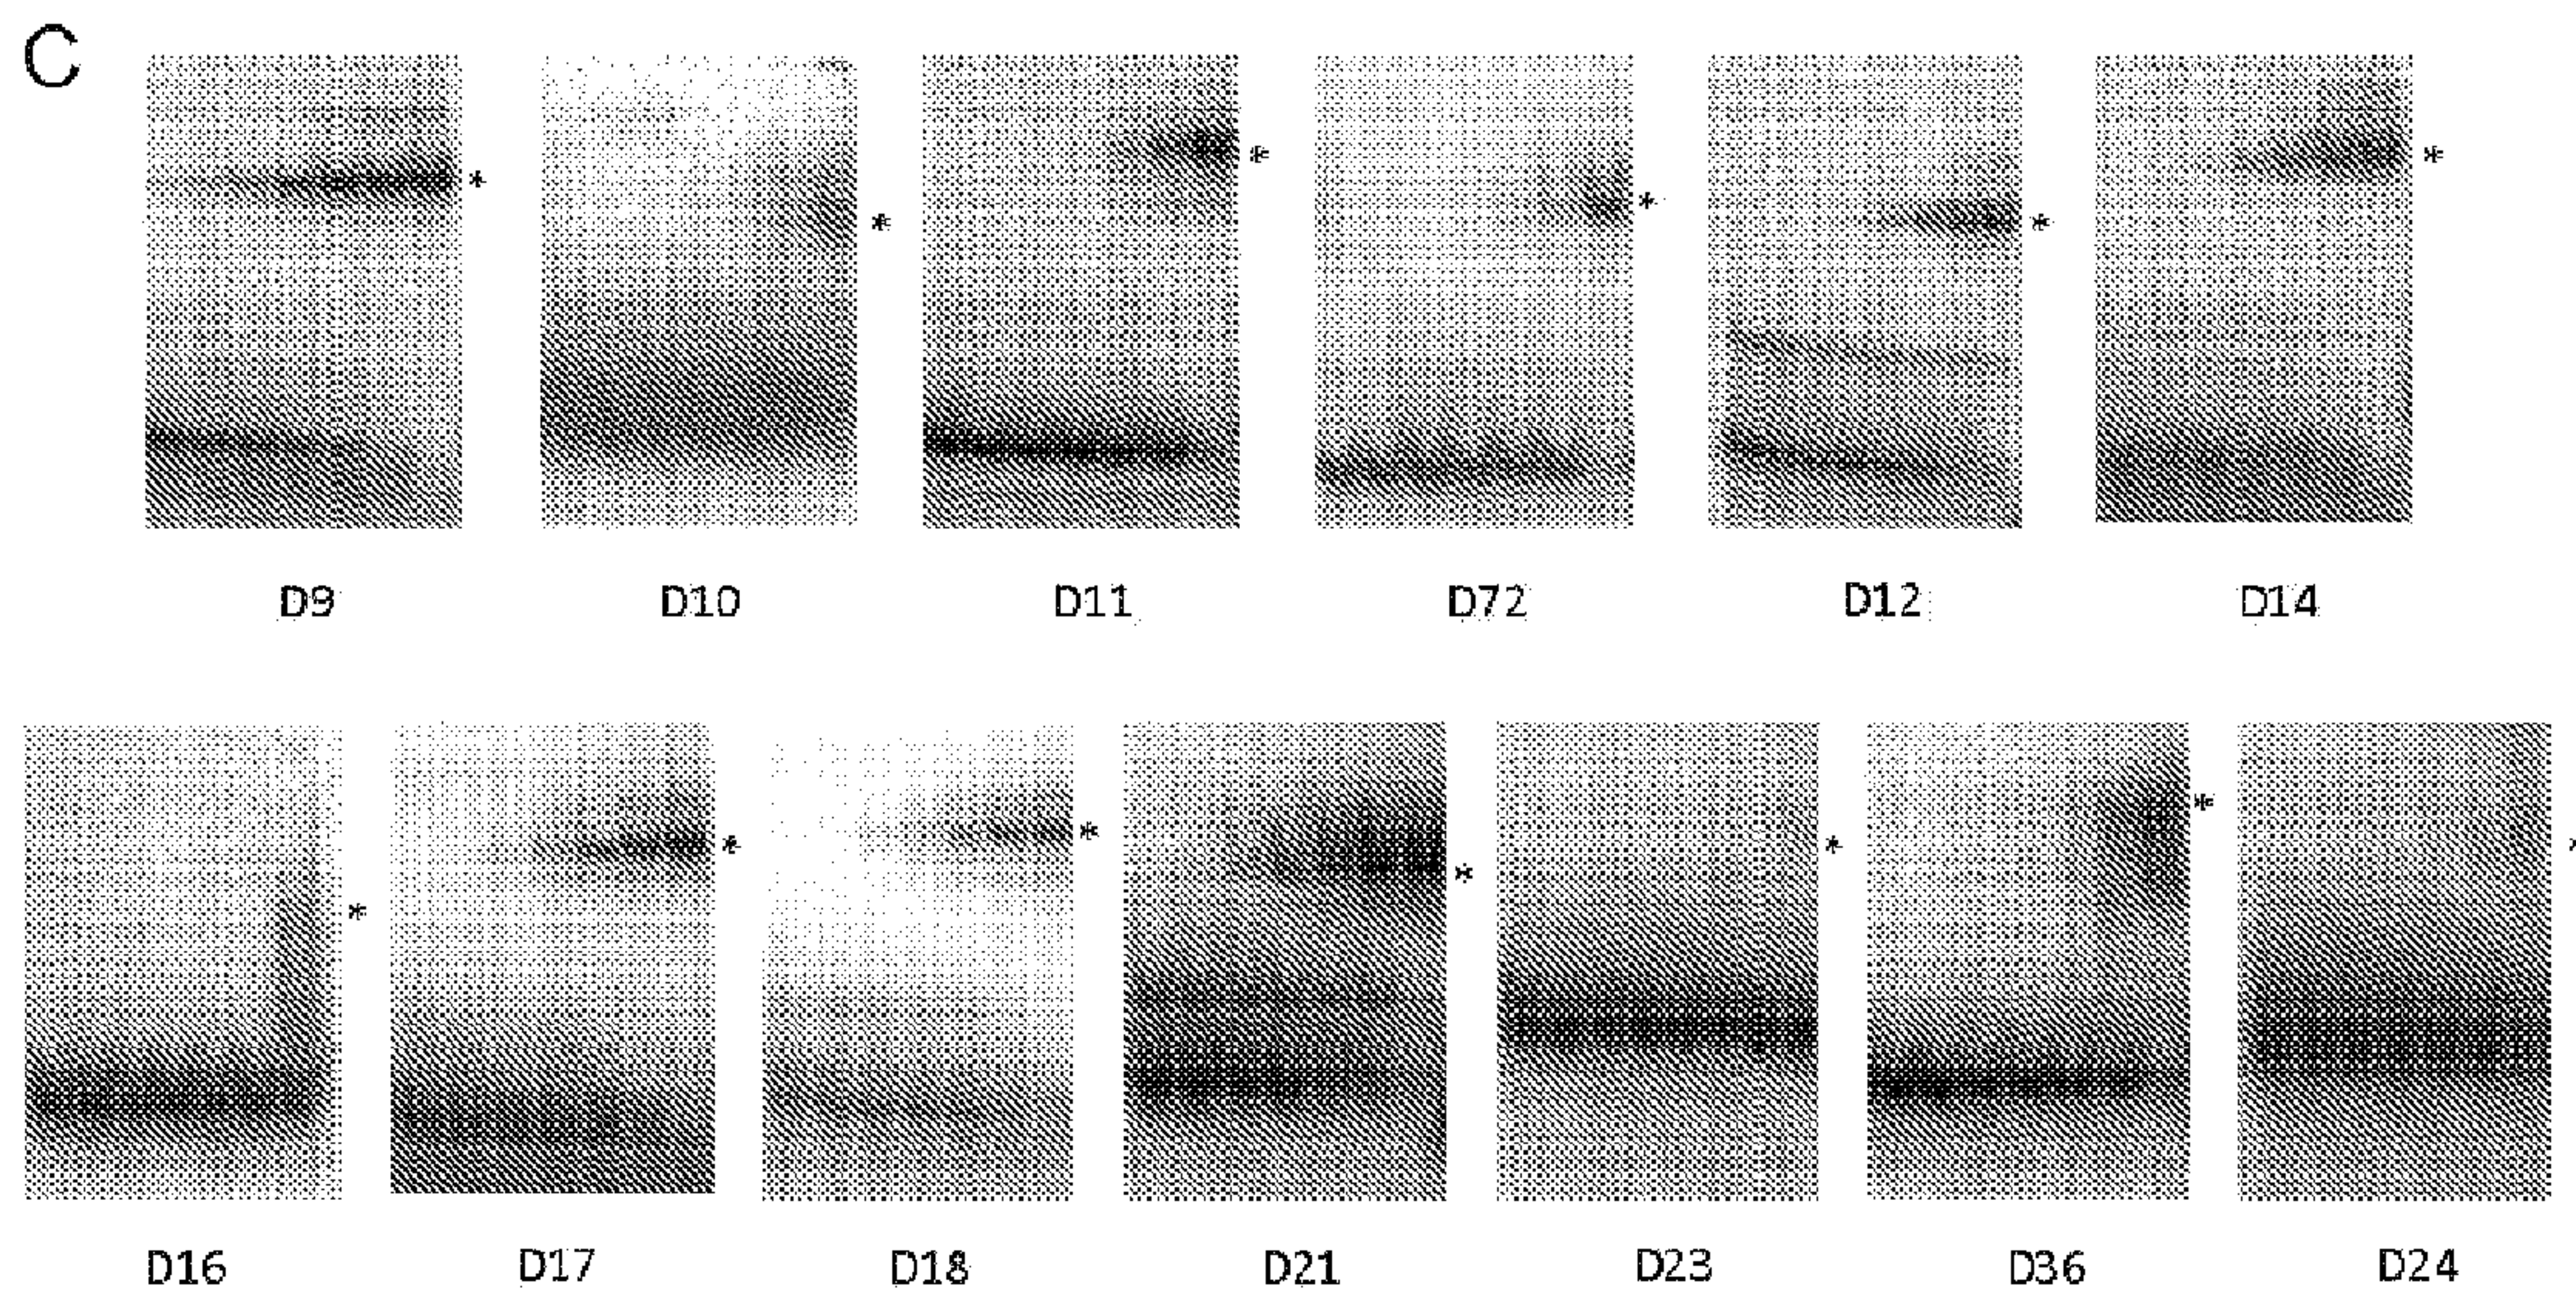 C
* * * * * *
D9 D10 D11 D72 D12 D14
* * * * * * *
D16 D17 D18 D21 D23 D36 D24